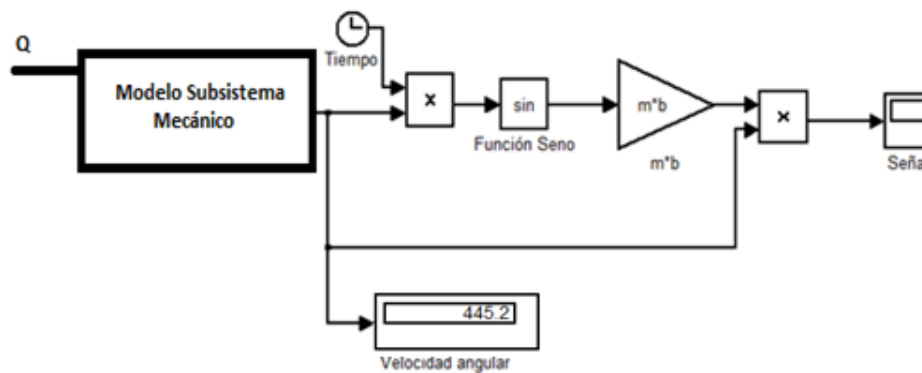 Q
Modelo Subsistema
Mecánico
Tiempo
x
sin
Función Seno
m*b
m*b
x
445.2
Velocidad angular